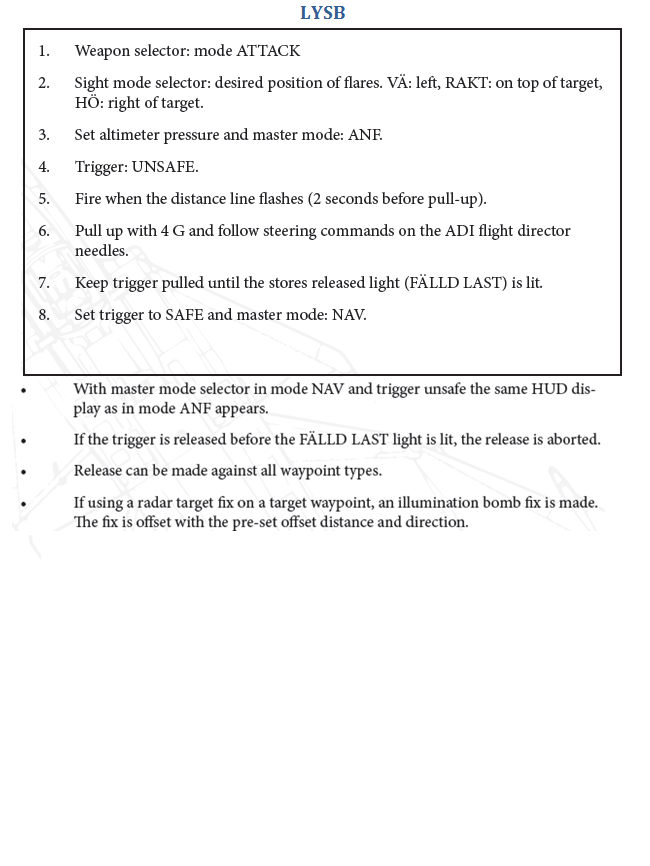 LYSB
1. Weapon selector: mode ATTACK
2. Sight mode selector: desired position of flares. VÄ: left, RAKT: on top of target,
HÖ: right of target.
3. Set altimeter pressure and master mode: ANF.
4. Trigger: UNSAFE.
5. Fire when the distance line flashes (2 seconds before pull-up).
6. Pull up with 4 G and follow steering commands on the ADI flight director
needles.
7. Keep trigger pulled until the stores released light (FÄLLD LAST) is lit.
8. Set trigger to SAFE and master mode: NAV.
• With master mode selector in mode NAV and trigger unsafe the same HUD dis-
play as in mode ANF appears.
• If the trigger is released before the FÄLLD LAST light is lit, the release is aborted.
• Release can be made against all waypoint types.
• If using a radar target fix on a target waypoint, an illumination bomb fix is made.
The fix is offset with the pre-set offset distance and direction.